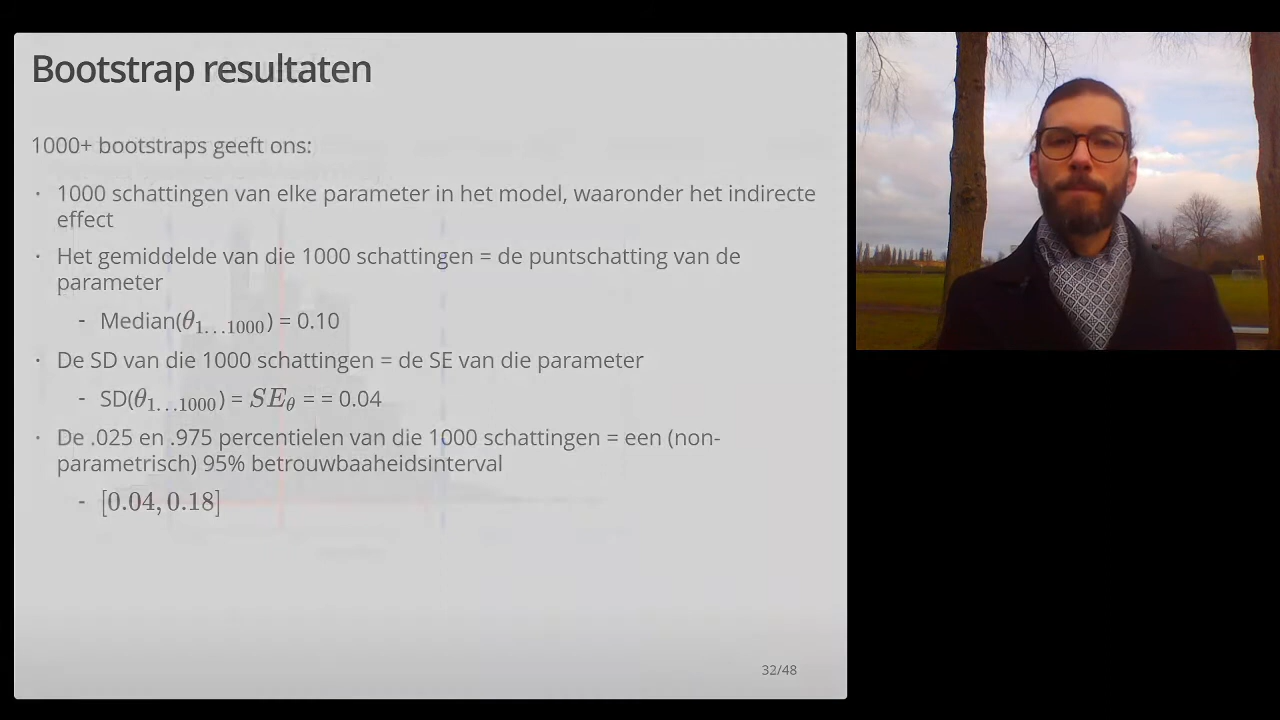 Bootstrap resultaten
1000+ bootstraps geeft ons:
· 1000 schattingen van elke parameter in het model, waaronder het indirecte
effect
· Het gemiddelde van die 1000 schattingen = de puntschatting van de
parameter
- Median(θ₁…₁₀₀₀) = 0.10
· De SD van die 1000 schattingen = de SE van die parameter
- SD(θ₁…₁₀₀₀) = SE_θ = = 0.04
· De .025 en .975 percentielen van die 1000 schattingen = een (non-
parametrisch) 95% betrouwbaaheidsinterval
- [0.04, 0.18]
32/48